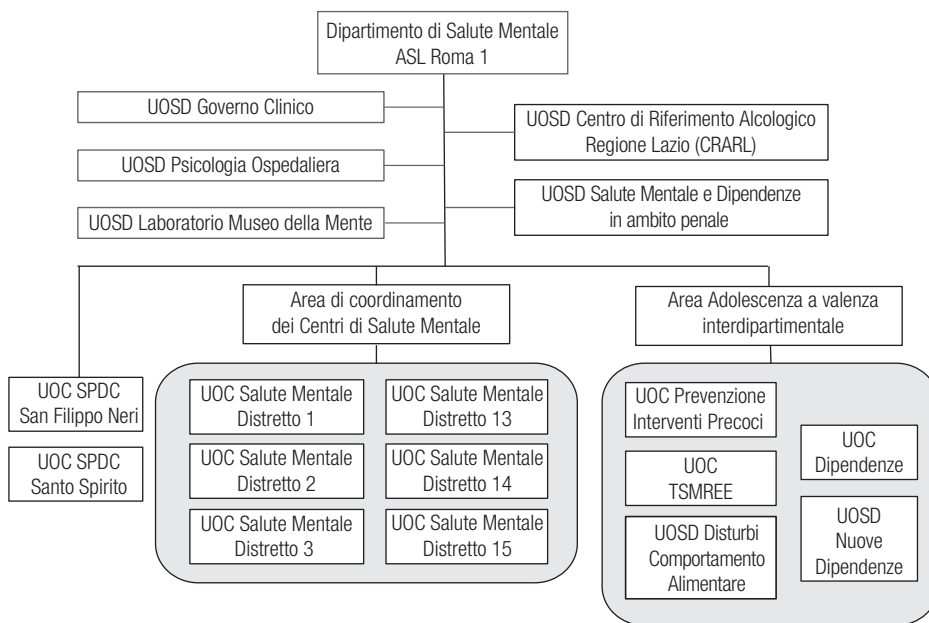 Dipartimento di Salute Mentale
ASL Roma 1
UOSD Governo Clinico
UOSD Centro di Riferimento Alcologico
Regione Lazio (CRARL)
UOSD Psicologia Ospedaliera
UOSD Salute Mentale e Dipendenze
in ambito penale
UOSD Laboratorio Museo della Mente
Area di coordinamento
dei Centri di Salute Mentale
Area Adolescenza a valenza
interdipartimentale
UOC SPDC
San Filippo Neri
UOC SPDC
Santo Spirito
UOC Salute Mentale
Distretto 1
UOC Salute Mentale
Distretto 13
UOC Salute Mentale
Distretto 2
UOC Salute Mentale
Distretto 14
UOC Salute Mentale
Distretto 3
UOC Salute Mentale
Distretto 15
UOC Prevenzione
Interventi Precoci
UOC
TSMREE
UOSD Disturbi
Comportamento
Alimentare
UOC
Dipendenze
UOSD
Nuove
Dipendenze